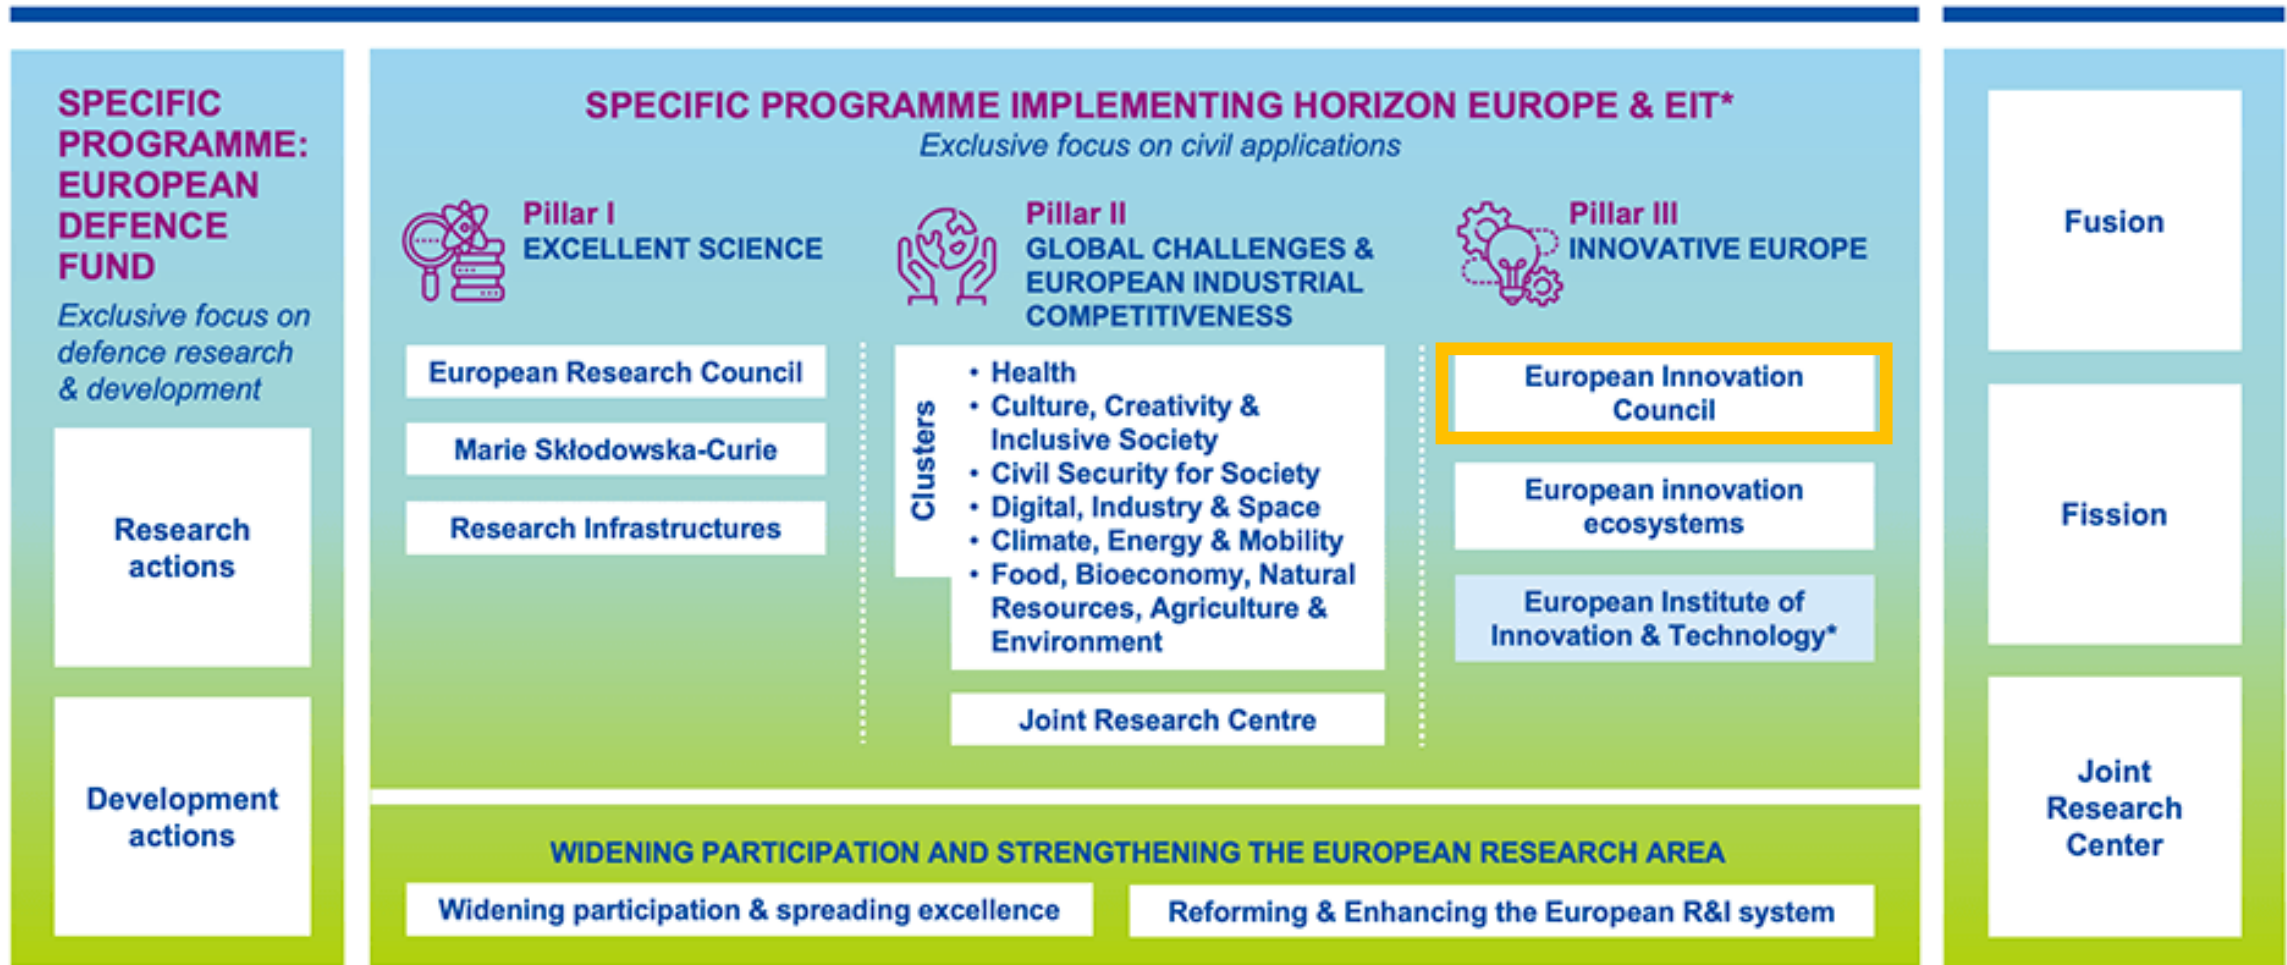 SPECIFIC
PROGRAMME:
EUROPEAN
DEFENCE
FUND
Exclusive focus on
defence research
& development
Research
actions
Development
actions
SPECIFIC PROGRAMME IMPLEMENTING HORIZON EUROPE & EIT*
Exclusive focus on civil applications
Pillar I
EXCELLENT SCIENCE
European Research Council
Marie Skłodowska-Curie
Research Infrastructures
Pillar II
GLOBAL CHALLENGES &
EUROPEAN INDUSTRIAL
COMPETITIVENESS
Clusters
• Health
• Culture, Creativity &
Inclusive Society
• Civil Security for Society
• Digital, Industry & Space
• Climate, Energy & Mobility
• Food, Bioeconomy, Natural
Resources, Agriculture &
Environment
Joint Research Centre
Pillar III
INNOVATIVE EUROPE
European Innovation
Council
European innovation
ecosystems
European Institute of
Innovation & Technology*
WIDENING PARTICIPATION AND STRENGTHENING THE EUROPEAN RESEARCH AREA
Widening participation & spreading excellence
Reforming & Enhancing the European R&I system
Fusion
Fission
Joint
Research
Center